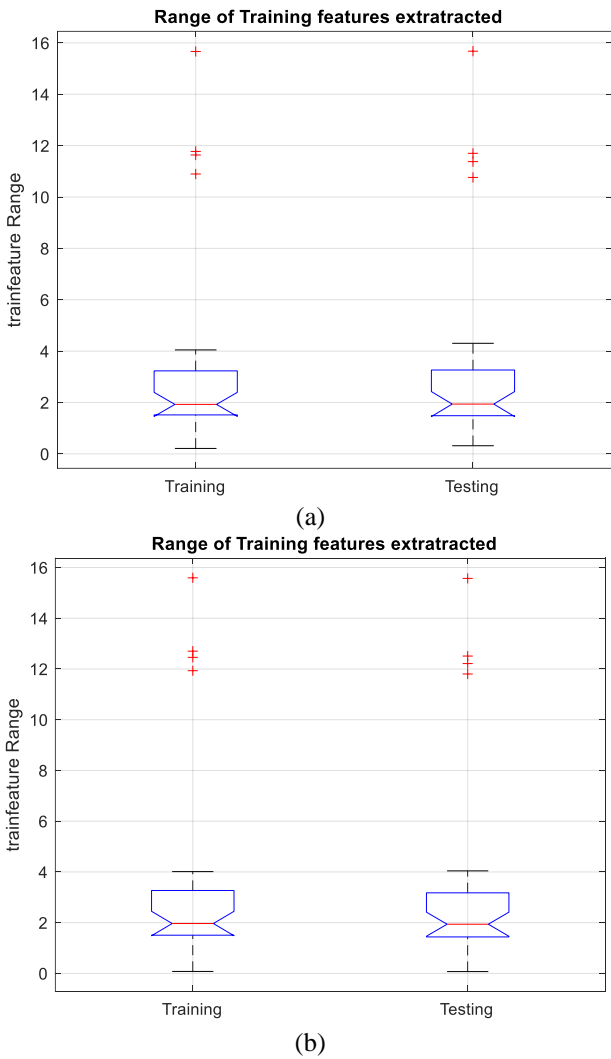 Range of Training features extratracted
16
14
12
10
8
6
4
2
0
trainfeature Range
Training Testing
(a)
Range of Training features extratracted
16
14
12
10
8
6
4
2
0
trainfeature Range
Training Testing
(b)